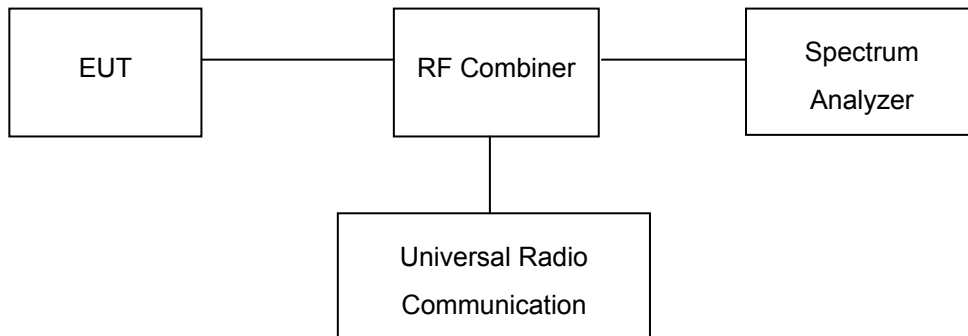 EUT
RF Combiner
Spectrum
Analyzer
Universal Radio
Communication